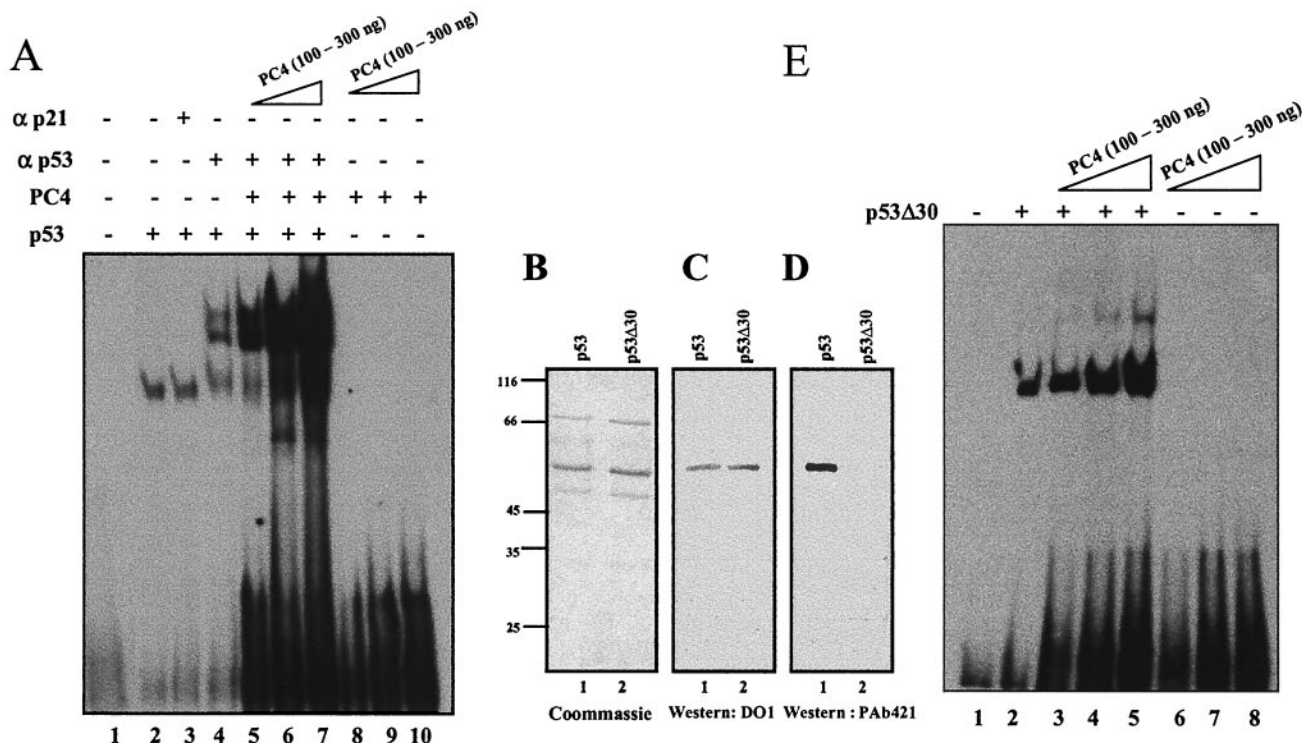 A
PC4 (100 – 300 ng)
PC4 (100 – 300 ng)
α p21 - - + - - - - - - -
α p53 - - - + + + + - - -
PC4 - - - - + + + + + +
p53 - + + + + + + - - -
1 2 3 4 5 6 7 8 9 10
B
p53
p53Δ30
116
66
45
35
25
1 2
Coommassie
C
p53
p53Δ30
1 2
Western: DO1
D
p53
p53Δ30
1 2
Western : PAb421
E
PC4 (100 – 300 ng)
PC4 (100 – 300 ng)
p53Δ30 - + + + + - - -
1 2 3 4 5 6 7 8